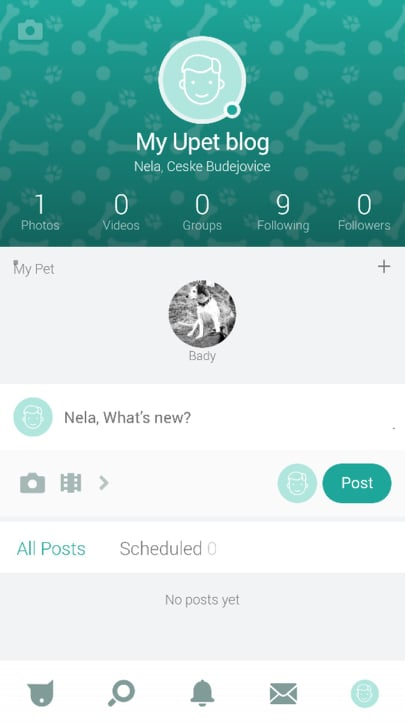 My Upet blog
Nela, Ceske Budejovice
1 0 0 9 0
Photos Videos Groups Following Followers
My Pet
Bady
Nela, What's new?
Post
All Posts Scheduled 0
No posts yet